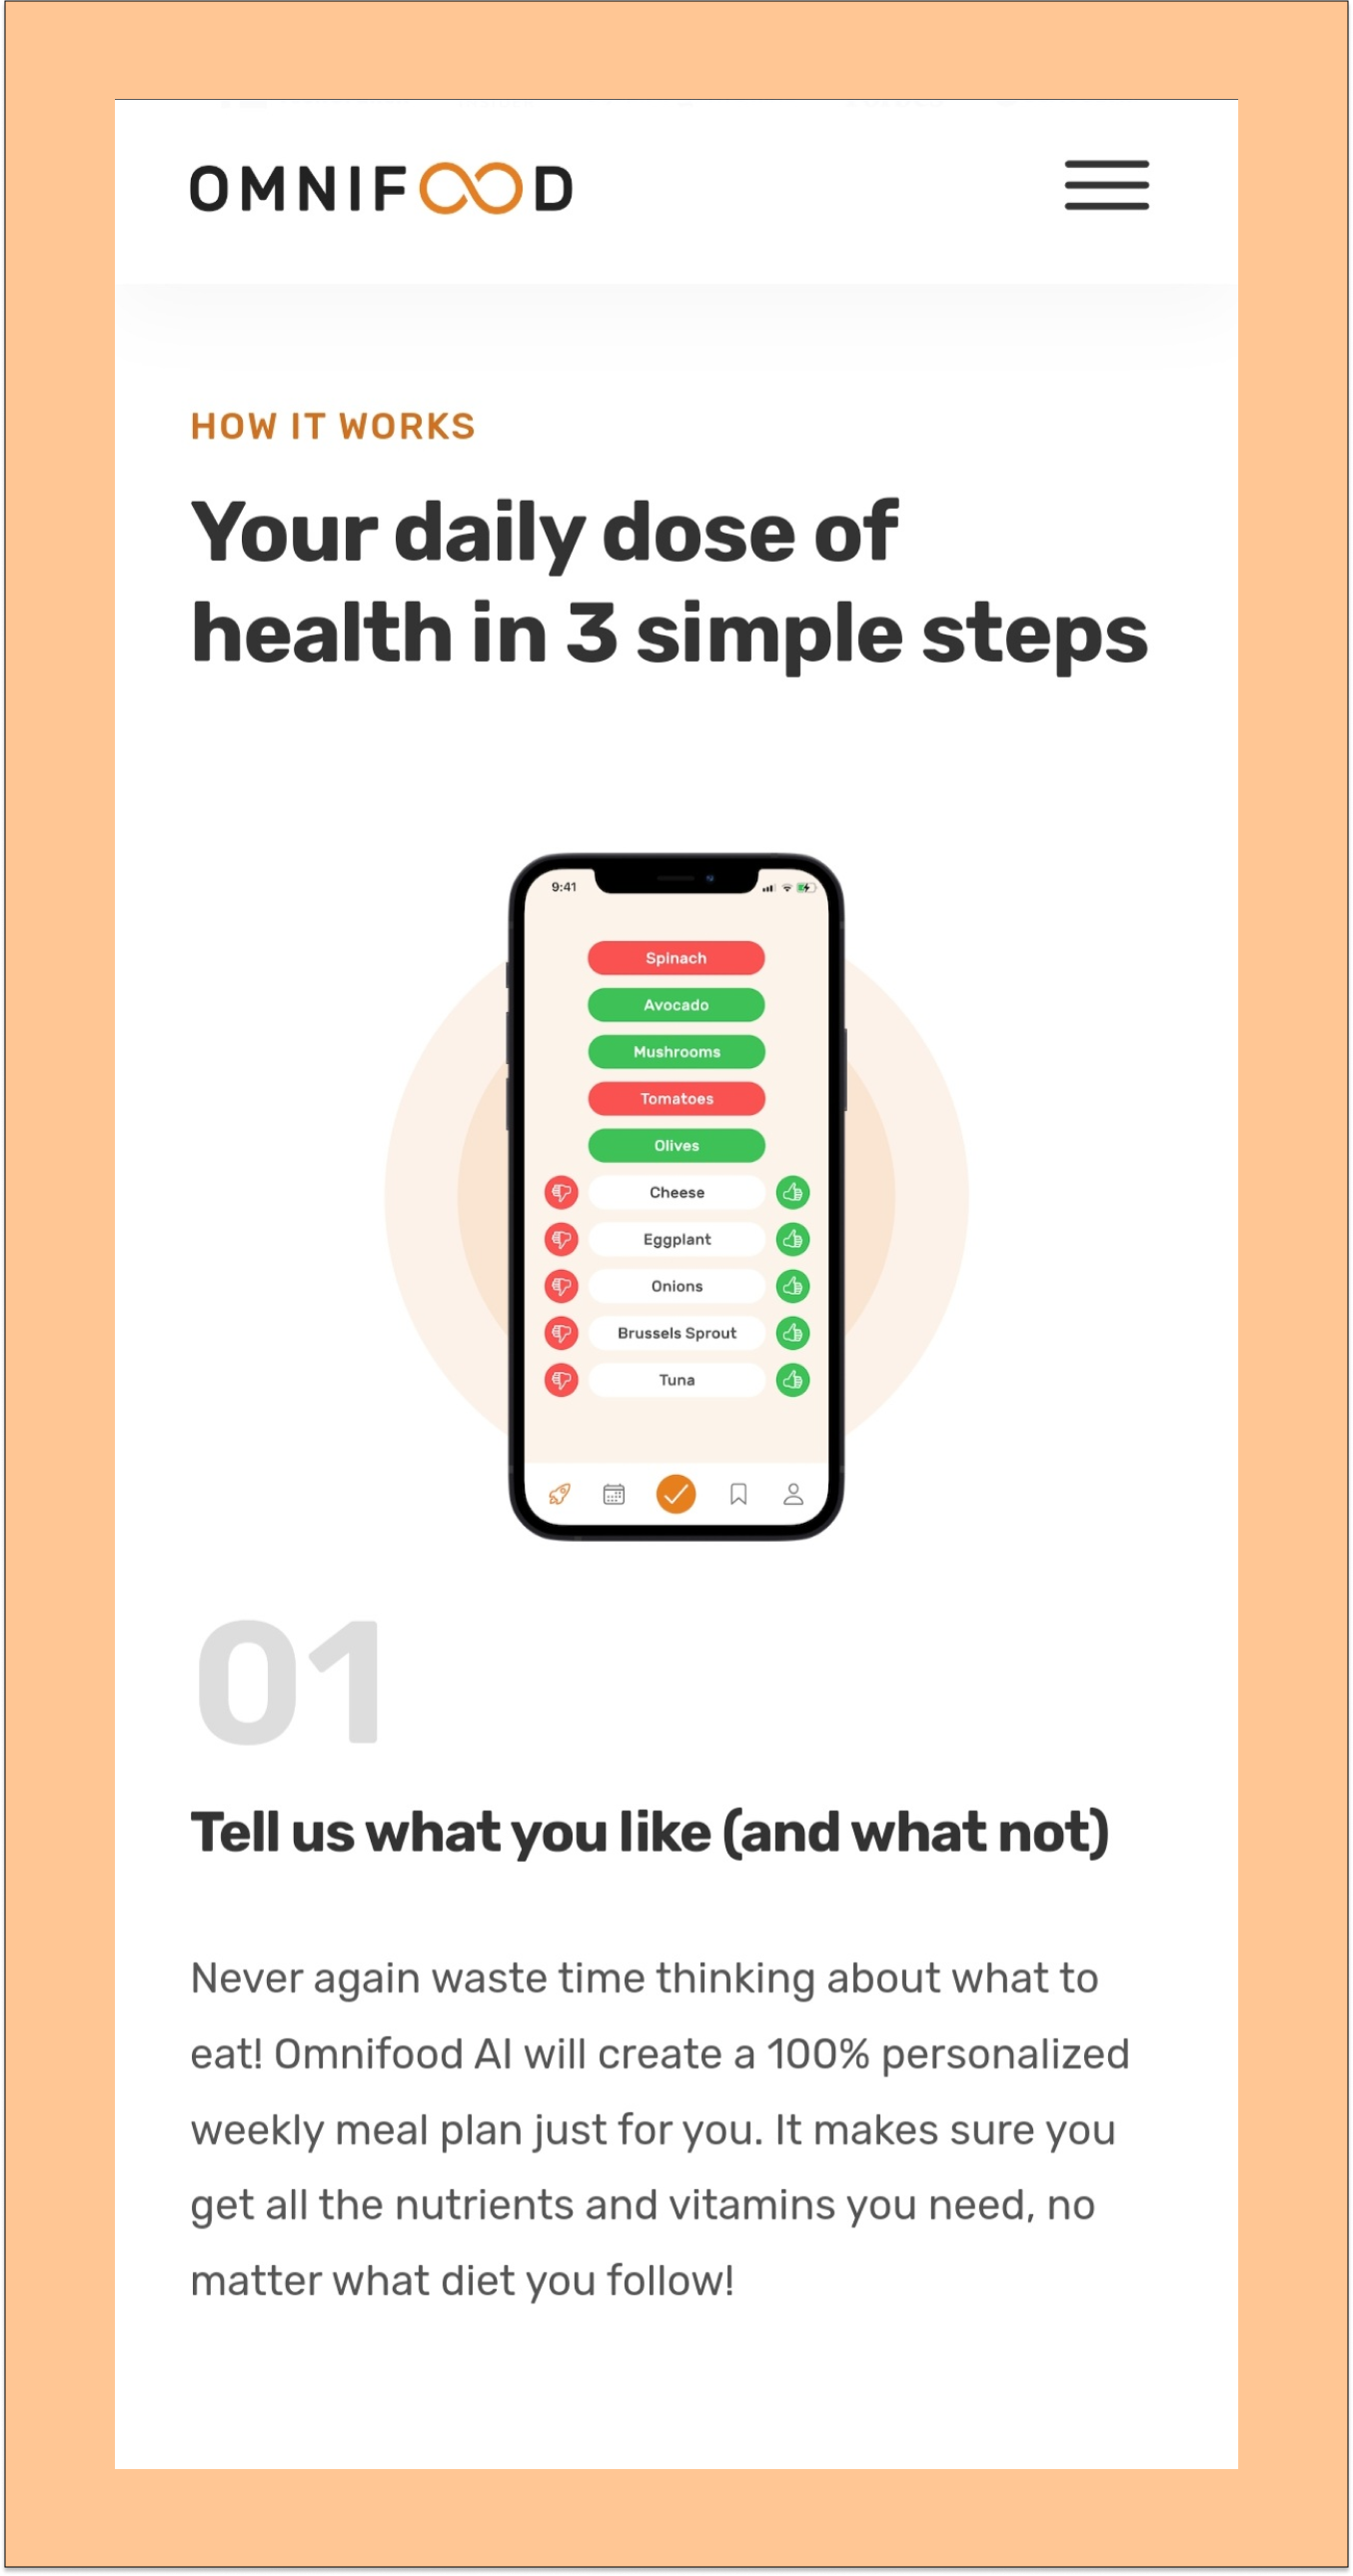 OMNIFOOD
HOW IT WORKS
Your daily dose of
health in 3 simple steps
9:41
Spinach
Avocado
Mushrooms
Tomatoes
Olives
Cheese
Eggplant
Onions
Brussels Sprout
Tuna
01
Tell us what you like (and what not)
Never again waste time thinking about what to
eat! Omnifood AI will create a 100% personalized
weekly meal plan just for you. It makes sure you
get all the nutrients and vitamins you need, no
matter what diet you follow!